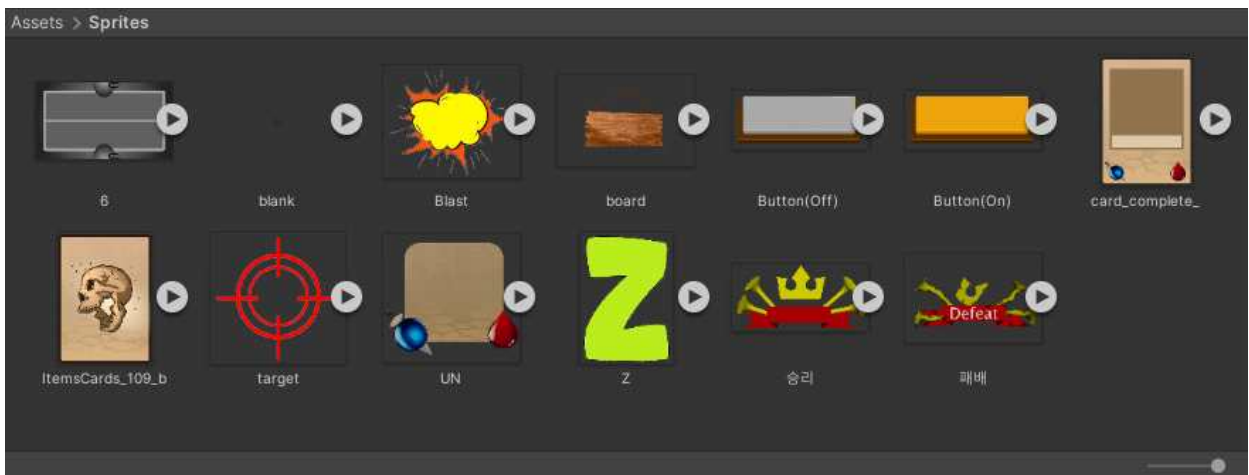 Assets > Sprites
6
blank
Blast
board
Button(Off)
Button(On)
card_complete_
ItemsCards_109_b
target
UN
Z
Z
승리
Defeat
패배